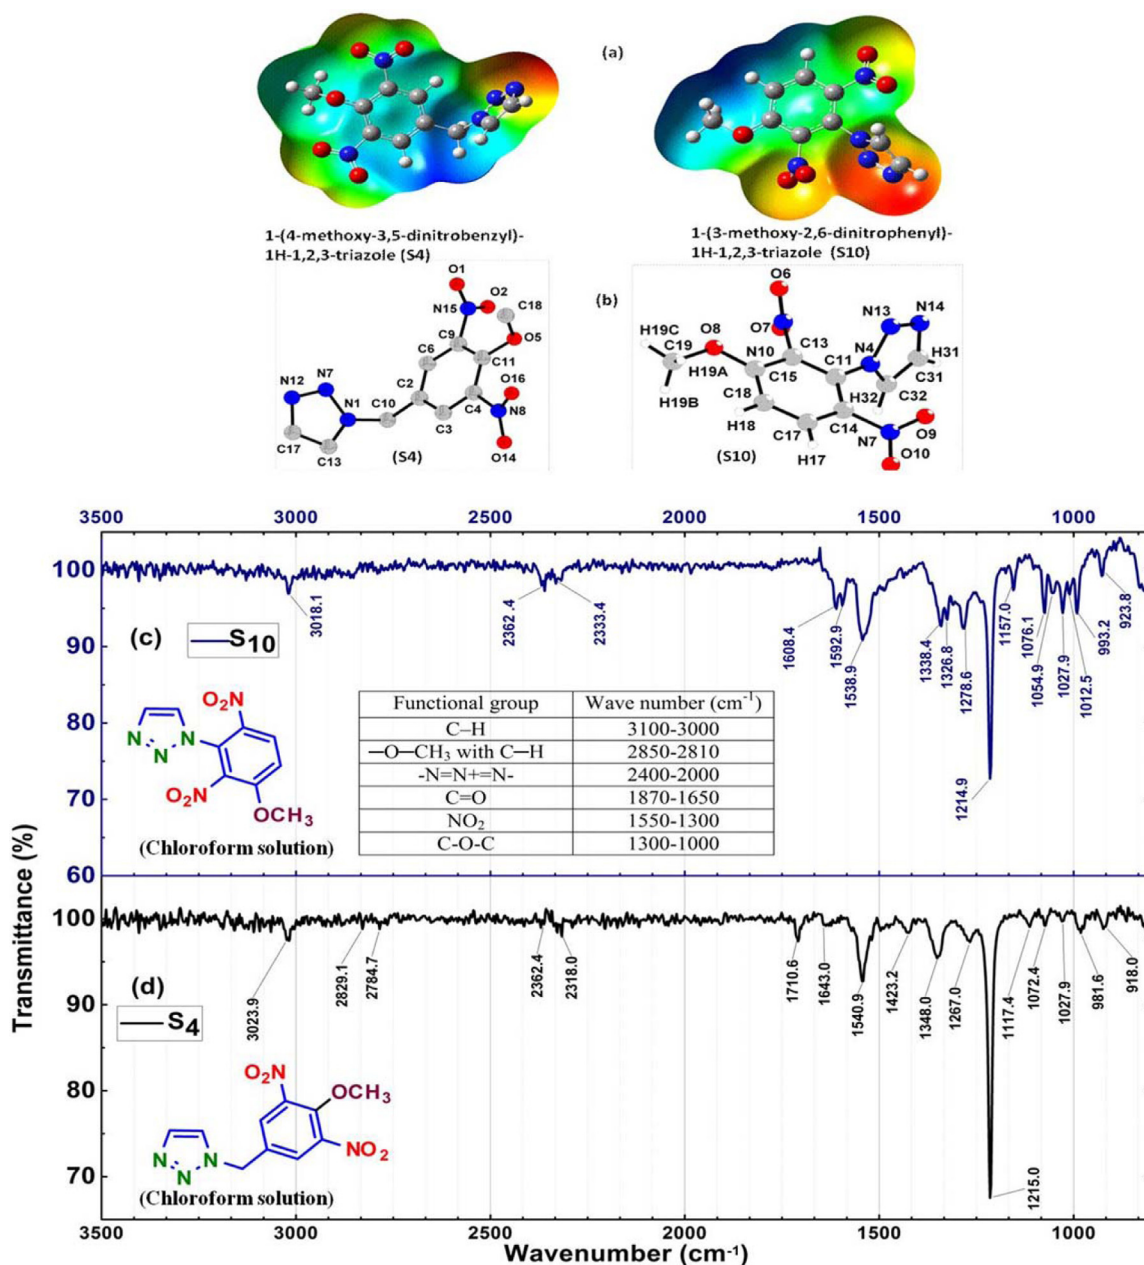 (a)
1-(4-methoxy-3,5-dinitrobenzyl)-
1H-1,2,3-triazole (S4)
1-(3-methoxy-2,6-dinitrophenyl)-
1H-1,2,3-triazole (S10)
(b)
O1
O2
C18
N15
C9
O5
C6
C11
N7
N12
C2
O16
N1
C10
C4
N8
C3
C17
C13
O14
(S4)
O6
N13
N14
H19C
O8
O7
C19
C13
N4
N10
C11
H31
H19A
C15
C31
H32
C32
H19B
C18
H18
C14
O9
C17
N7
H17
O10
(S10)
3500 3000 2500 2000 1500 1000
100
90
80
70
60
(c)
S10
3018.1
2362 .4
2333.4
1608.4
1592.9
1538.9
1338.4
1326.8
1278.6
1214.9
1157.0
1076.1
1054.9
1027.9
1012.5
993.2
923.8
O2N
N
N
N
O2N
OCH3
(Chloroform solution)
Functional group Wave number (cm-1)
C–H 3100-3000
─O─CH3 with C─H 2850-2810
-N=N+=N- 2400-2000
C=O 1870-1650
NO2 1550-1300
C-O-C 1300-1000
Transmittance (%)
100
90
80
70
(d)
S4
3023.9
2829.1
2784.7
2362.4
2318.0
1710.6
1643.0
1540.9
1423.2
1348.0
1267.0
1215.0
1117.4
1072.4
1027.9
981.6
918.0
O2N
OCH3
N
N
N
NO2
(Chloroform solution)
3500 3000 2500 2000 1500 1000
Wavenumber (cm-1)